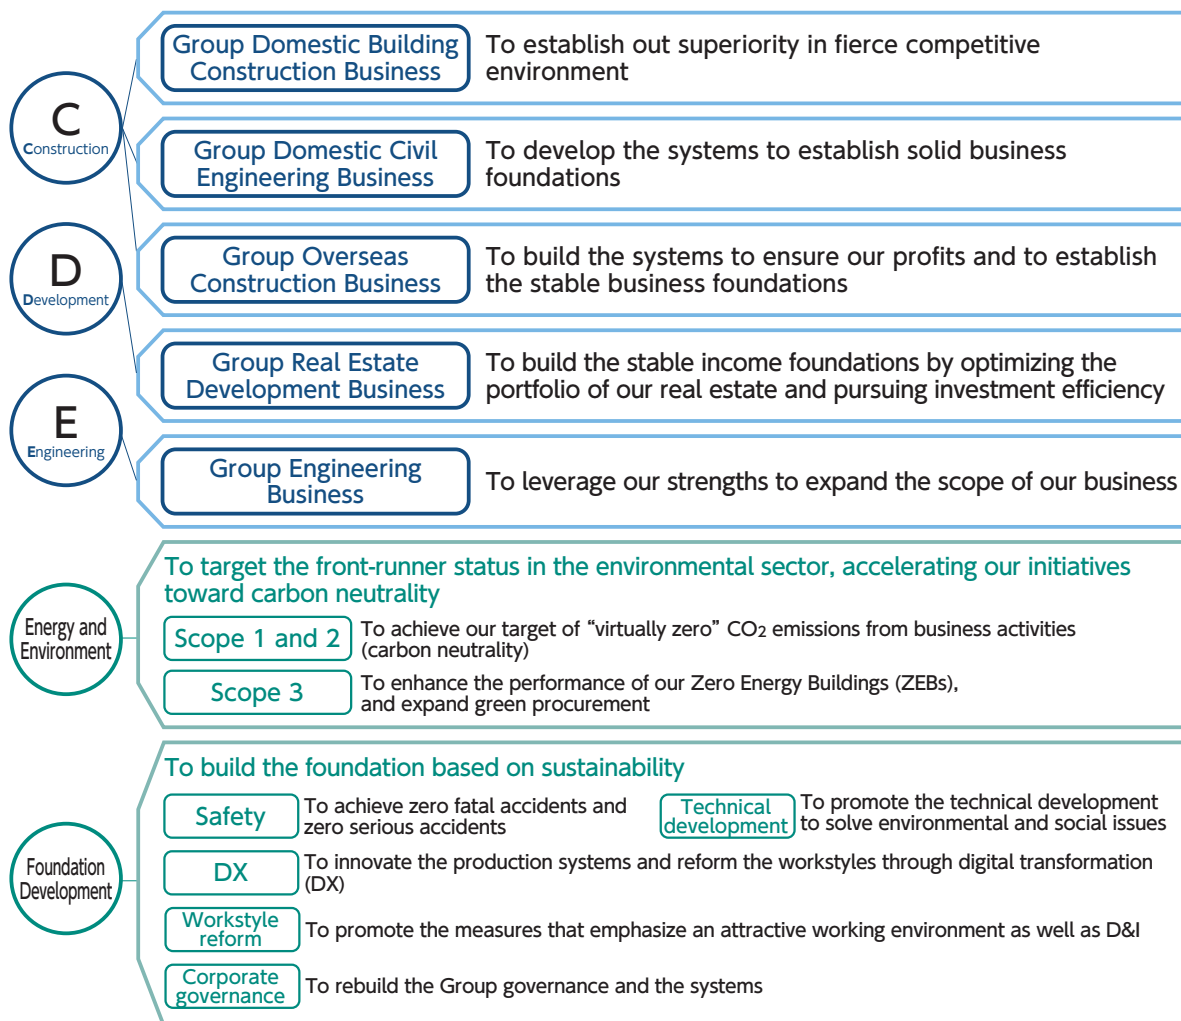 C
Construction
Group Domestic Building
Construction Business
To establish out superiority in fierce competitive
environment
Group Domestic Civil
Engineering Business
To develop the systems to establish solid business
foundations
Group Overseas
Construction Business
To build the systems to ensure our profits and to establish
the stable business foundations
D
Development
Group Real Estate
Development Business
To build the stable income foundations by optimizing the
portfolio of our real estate and pursuing investment efficiency
E
Engineering
Group Engineering
Business
To leverage our strengths to expand the scope of our business
Energy and
Environment
To target the front-runner status in the environmental sector, accelerating our initiatives
toward carbon neutrality
Scope 1 and 2
To achieve our target of “virtually zero” CO2 emissions from business activities
(carbon neutrality)
Scope 3
To enhance the performance of our Zero Energy Buildings (ZEBs),
and expand green procurement
Foundation
Development
To build the foundation based on sustainability
Safety
To achieve zero fatal accidents and
zero serious accidents
Technical
development
To promote the technical development
to solve environmental and social issues
DX
To innovate the production systems and reform the workstyles through digital transformation
(DX)
Workstyle
reform
To promote the measures that emphasize an attractive working environment as well as D&I
Corporate
governance
To rebuild the Group governance and the systems